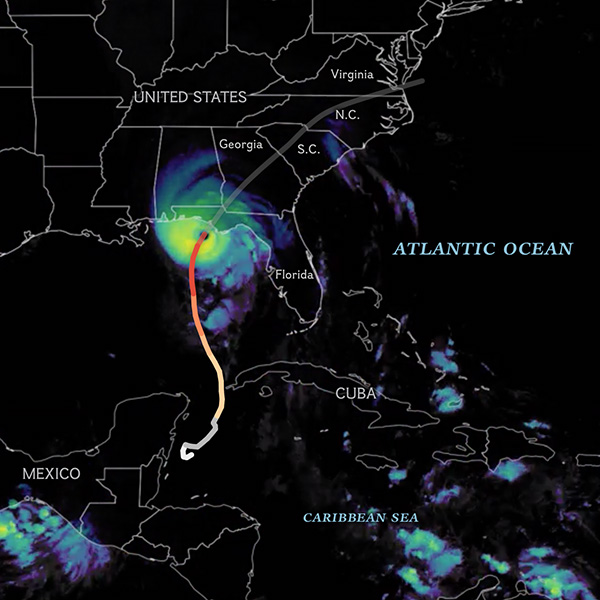 Virginia
UNITED STATES
N.C.
Georgia
S.C.
ATLANTIC OCEAN
Florida
CUBA
MEXICO
CARIBBEAN SEA